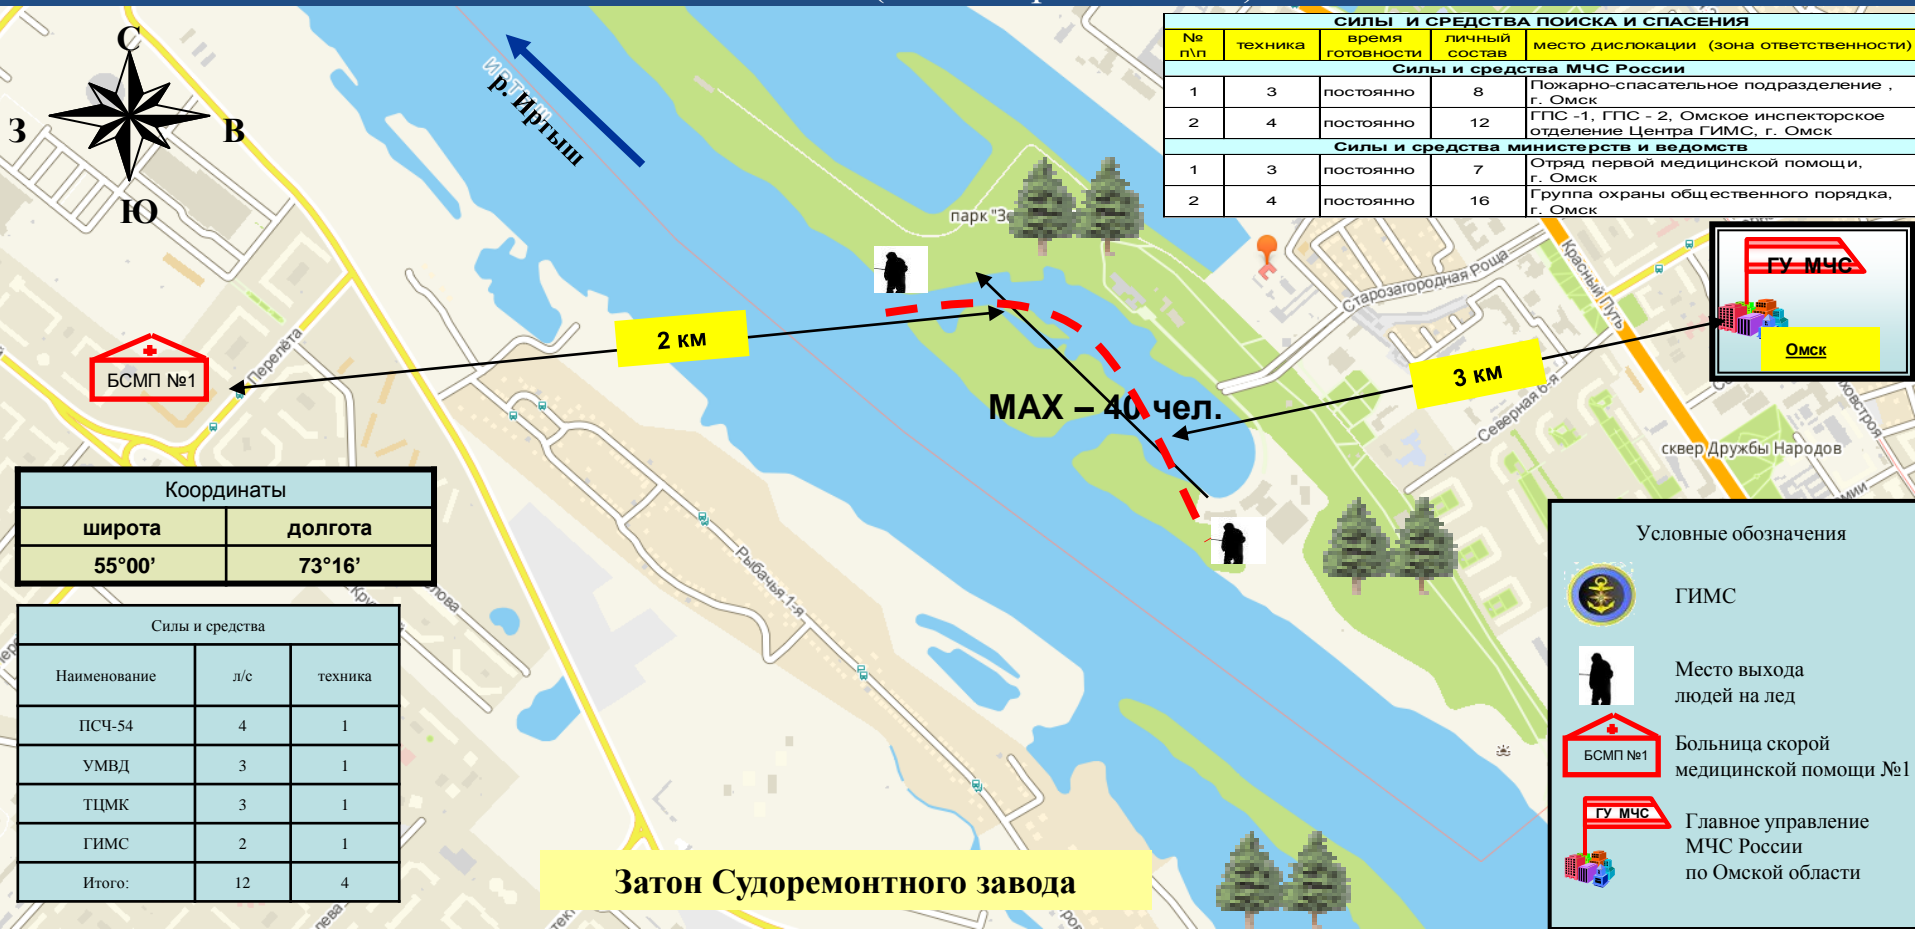 СИЛЫ И СРЕДСТВА ПОИСКА И СПАСЕНИЯ
№ п\п техника время готовности личный состав место дислокации (зона ответственности)
Силы и средства МЧС России
1 3 постоянно 8 Пожарно-спасательное подразделение , г. Омск
2 4 постоянно 12 ГПС -1, ГПС - 2, Омское инспекторское отделение Центра ГИМС, г. Омск
Силы и средства министерств и ведомств
1 3 постоянно 7 Отряд первой медицинской помощи, г. Омск
2 4 постоянно 16 Группа охраны общественного порядка, г. Омск
С
З
В
Ю
р. Иртыш
парк
Красный Путь
Старозагородная Роща
ГУ МЧС
Омск
2 км
3 км
БСМП №1
Перелёта
МАХ – 40 чел.
Северная 6-я
сквер Дружбы Народов
Координаты
широта долгота
55°00’ 73°16’
Рыбачья 1-я
Силы и средства
Наименование л/с техника
ПСЧ-54 4 1
УМВД 3 1
ТЦМК 3 1
ГИМС 2 1
Итого: 12 4
Затон Судоремонтного завода
Условные обозначения
ГИМС
Место выхода
людей на лед
БСМП №1
Больница скорой
медицинской помощи №1
ГУ МЧС
Главное управление
МЧС России
по Омской области